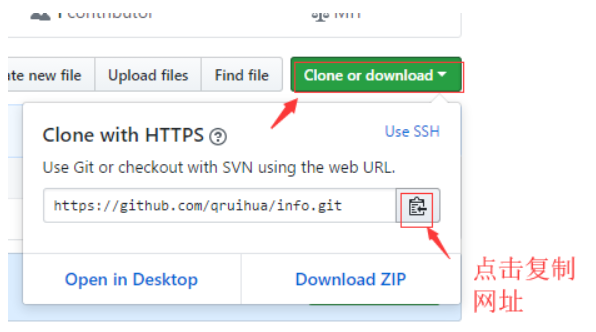 1 contributor
MIT
te new file
Upload files
Find file
Clone or download
Clone with HTTPS
Use SSH
Use Git or checkout with SVN using the web URL.
https://github.com/qruihua/info.git
Open in Desktop
Download ZIP
点击复制
网址